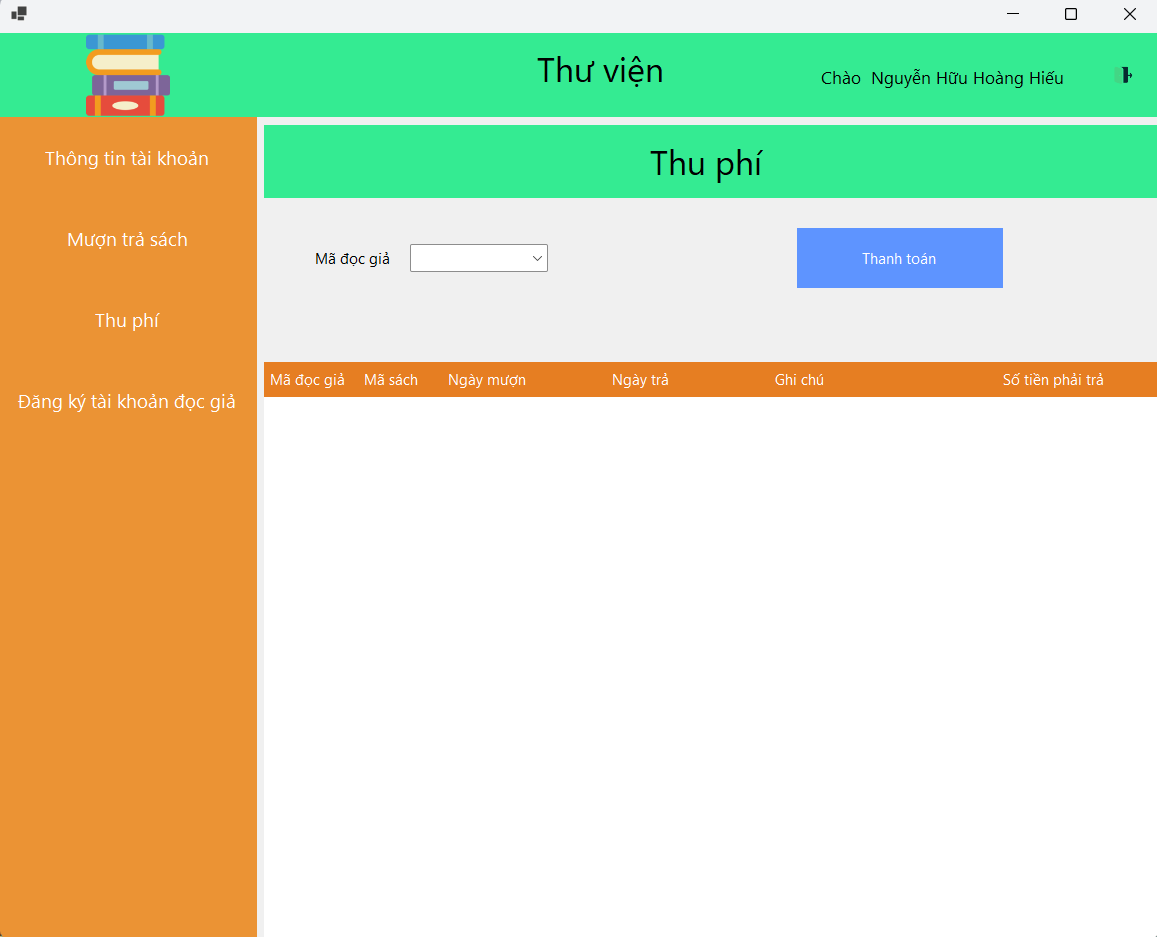 Thư viện
Chào Nguyễn Hữu Hoàng Hiếu
Thông tin tài khoản
Mượn trả sách
Thu phí
Đăng ký tài khoản đọc giả
Thu phí
Mã đọc giả
Thanh toán
Mã đọc giả Mã sách Ngày mượn Ngày trả Ghi chú Số tiền phải trả